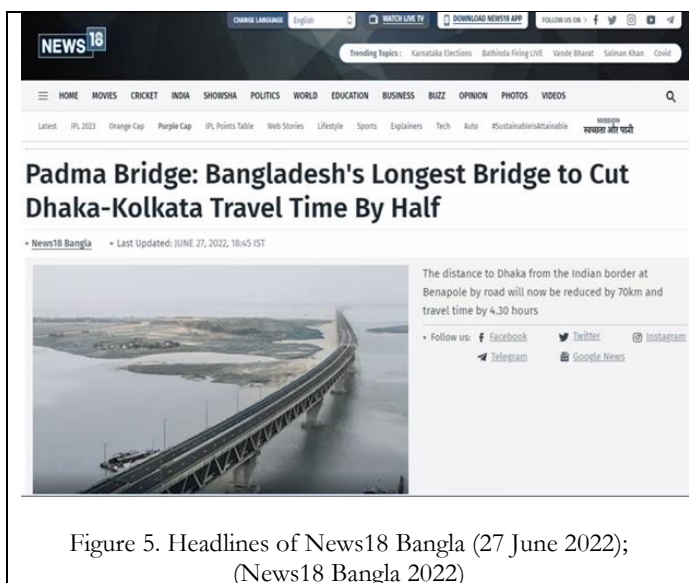 CHANGE LANGUAGE English WATCH LIVE TV DOWNLOAD NEWS18 APP FOLLOW US ON
NEWS 18
Trending Topics : Karnataka Elections Bathinda Firing LIVE Vande Bharat Salman Khan Covid
HOME MOVIES CRICKET INDIA SHOWSHA POLITICS WORLD EDUCATION BUSINESS BUZZ OPINION PHOTOS VIDEOS
Latest IPL 2023 Orange Cap Purple Cap IPL Points Table Web Stories Lifestyle Sports Explainers Tech Auto #SustainableIsAttainable MISSION
स्वच्छता और पानी
Padma Bridge: Bangladesh's Longest Bridge to Cut
Dhaka-Kolkata Travel Time By Half
• News18 Bangla • Last Updated: JUNE 27, 2022, 18:45 IST
The distance to Dhaka from the Indian border at
Benapole by road will now be reduced by 70km and
travel time by 4.30 hours
• Follow us: Facebook Twitter Instagram
Telegram Google News
Figure 5. Headlines of News18 Bangla (27 June 2022);
(News18 Bangla 2022)